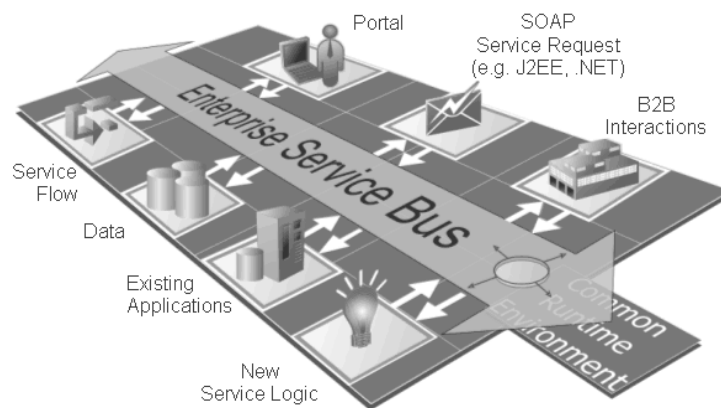 Portal
SOAP
Service Request
(e.g. J2EE, .NET)
B2B
Interactions
Enterprise Service Bus
Service
Flow
Data
Existing
Applications
New
Service Logic
Common
Runtime
Environment